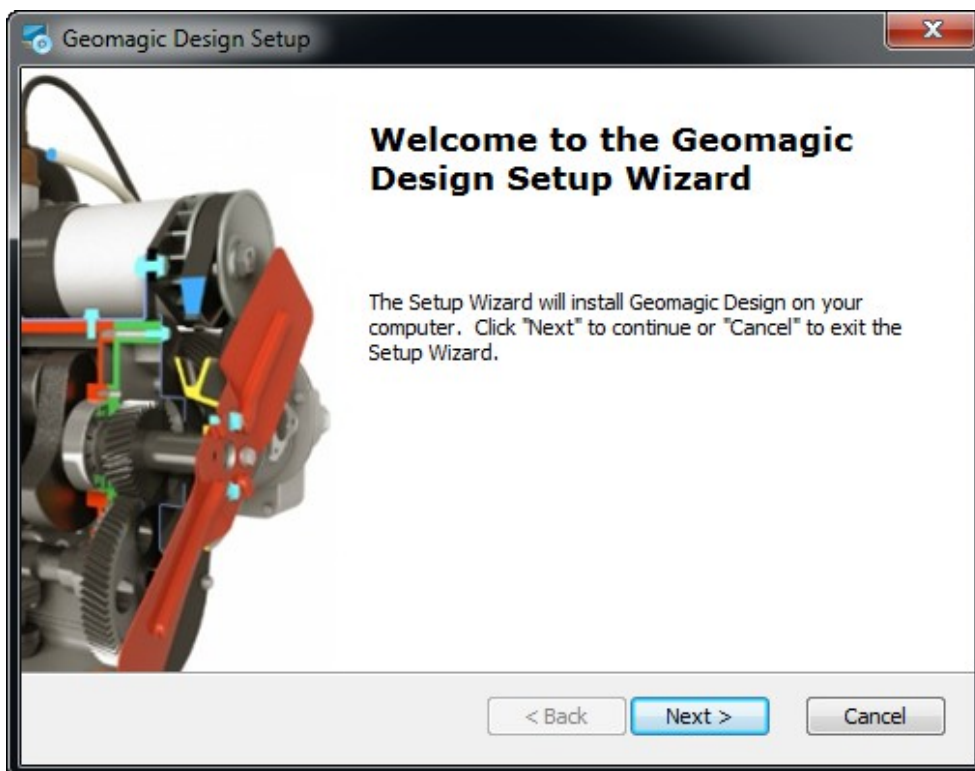 Geomagic Design Setup
Welcome to the Geomagic
Design Setup Wizard
The Setup Wizard will install Geomagic Design on your
computer.  Click "Next" to continue or "Cancel" to exit the
Setup Wizard.
< Back   Next >   Cancel